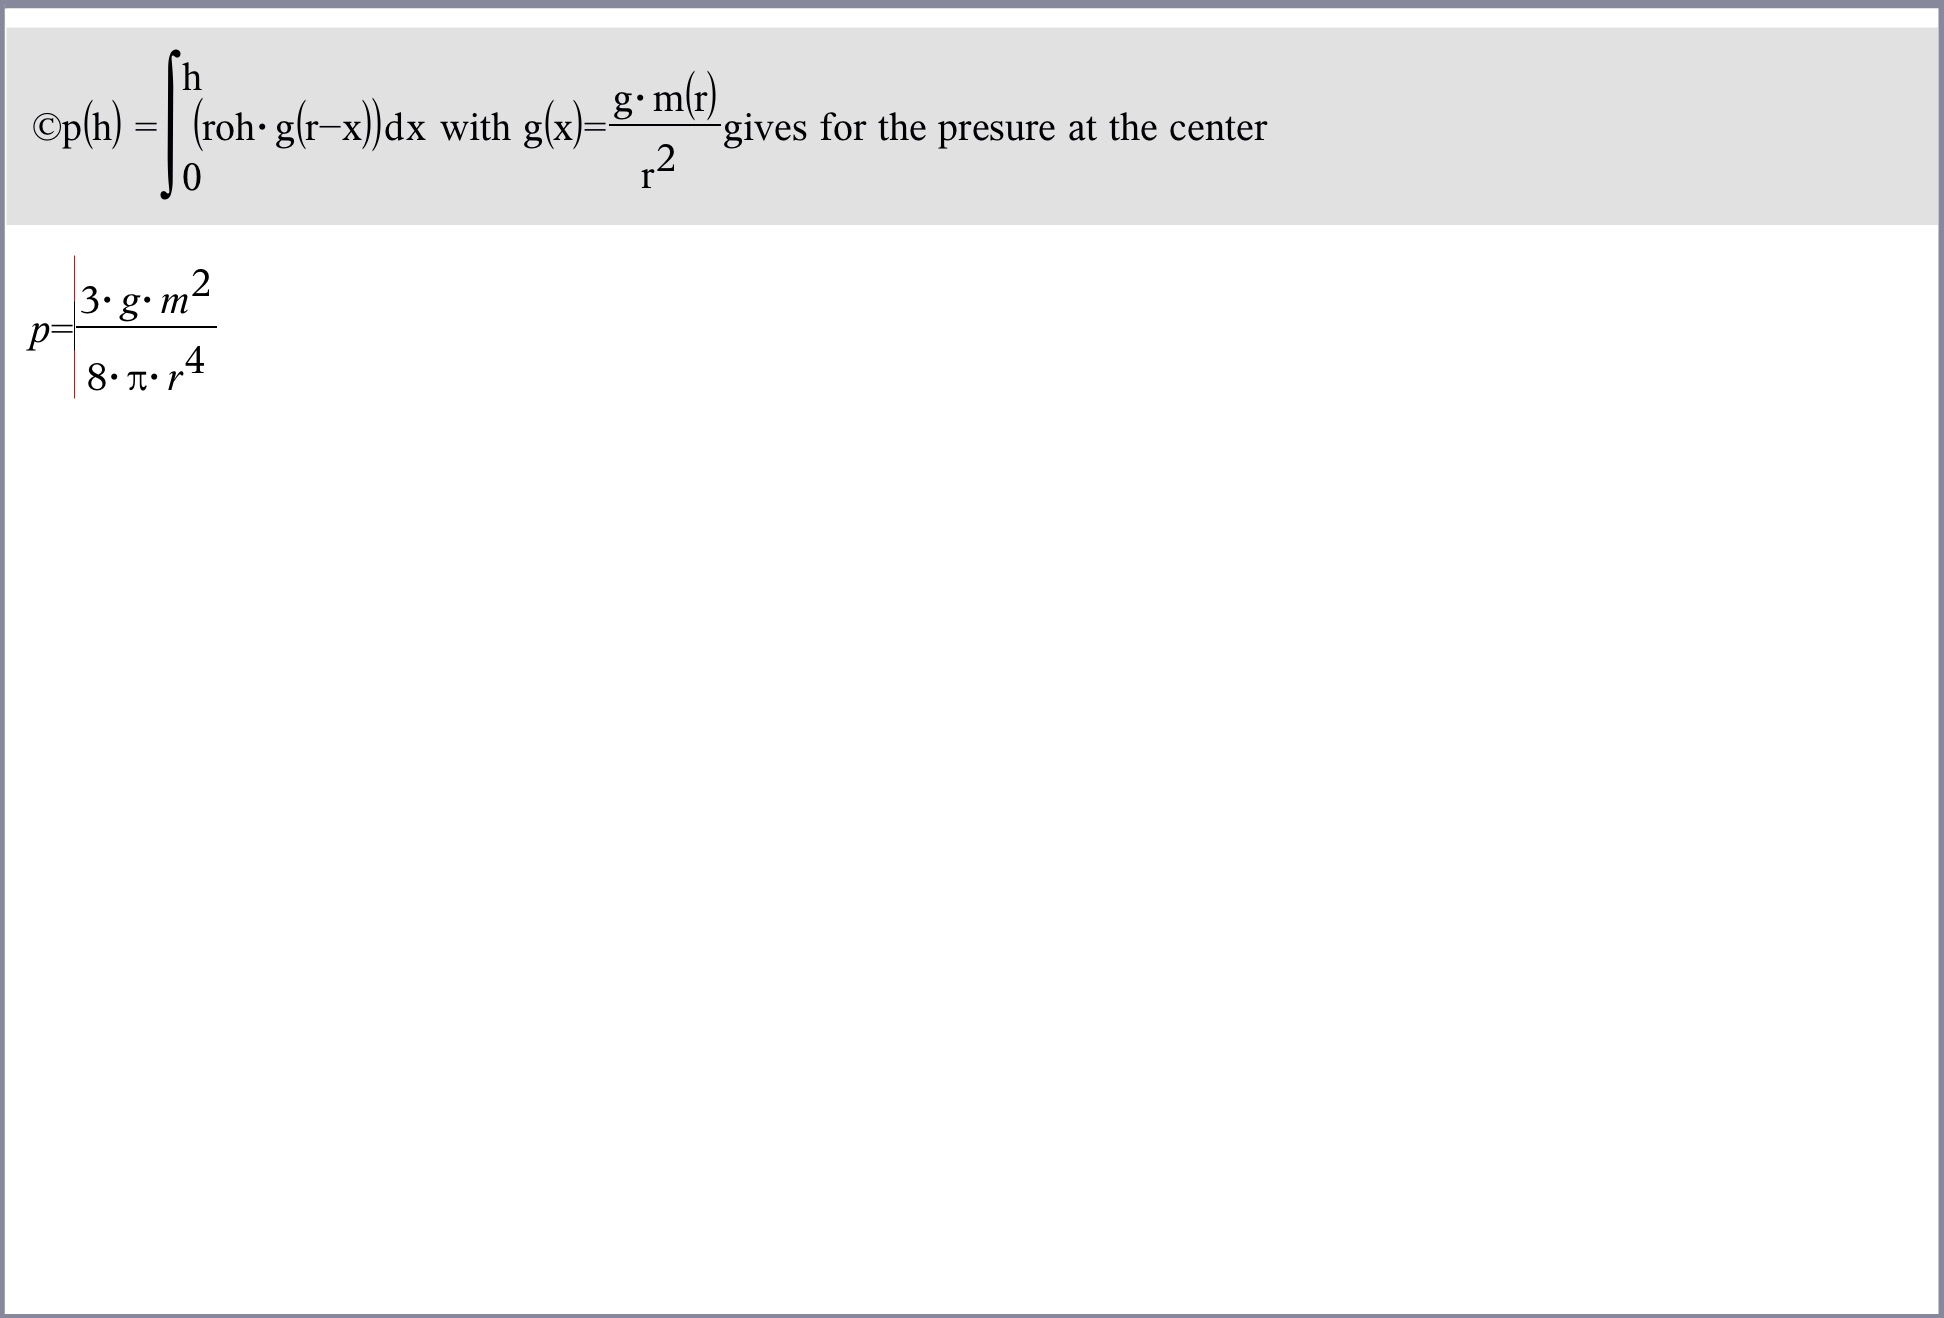 ©p(h) = ∫₀ʰ (roh·g(r−x))dx with g(x)=g·m(r)/r² gives for the presure at the center
p=3·g·m²/8·π·r⁴